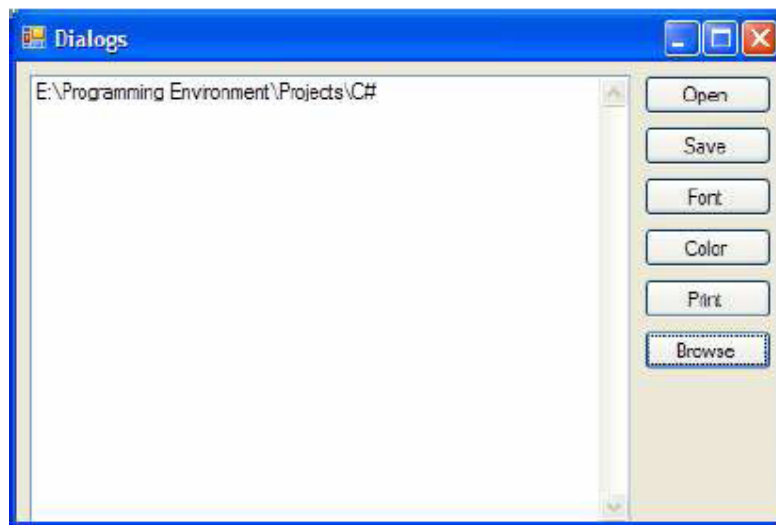 Dialogs
E:\Programming Environment\Projects\C#
Open
Save
Font
Color
Print
Browse